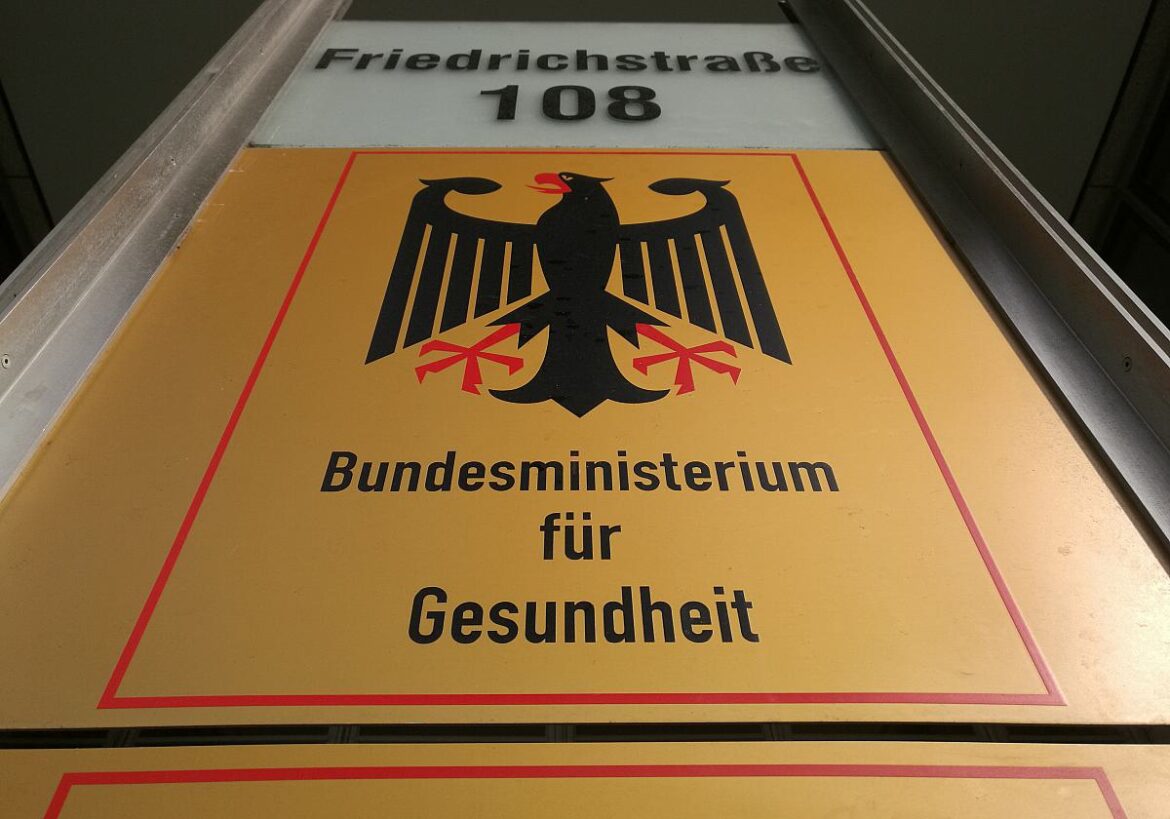 Friedrichstraße
108
Bundesministerium
für
Gesundheit